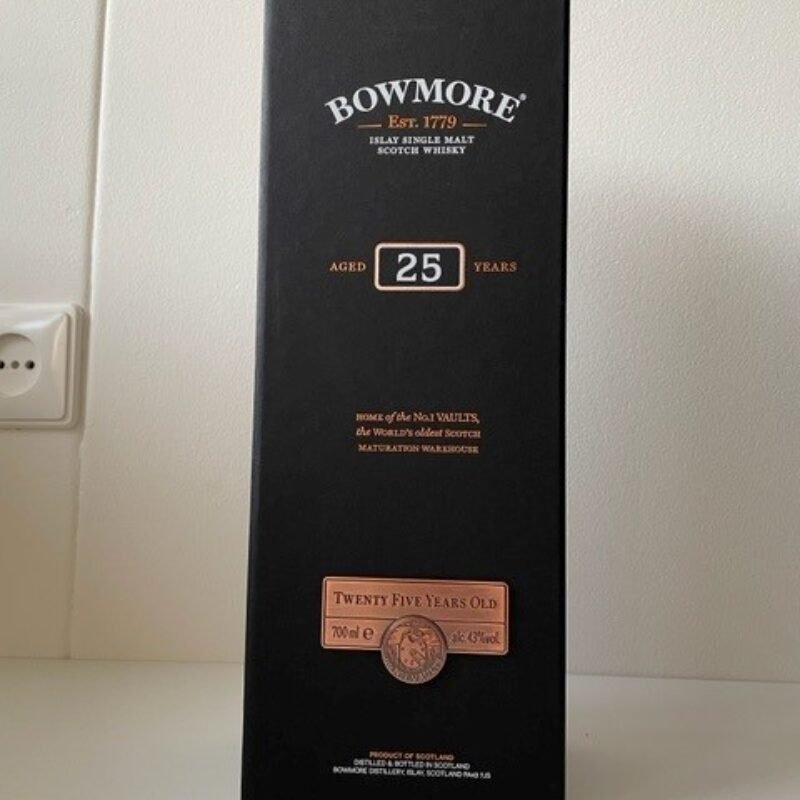 BOWMORE®
EST. 1779
ISLAY SINGLE MALT
SCOTCH WHISKY
AGED 25 YEARS
HOME of the No.1 VAULTS,
the WORLD'S oldest SCOTCH
MATURATION WAREHOUSE
TWENTY FIVE YEARS OLD
700 ml e alc. 43%vol.
PRODUCT OF SCOTLAND
DISTILLED & BOTTLED IN SCOTLAND
BOWMORE DISTILLERY, ISLAY, SCOTLAND PA43 7JS